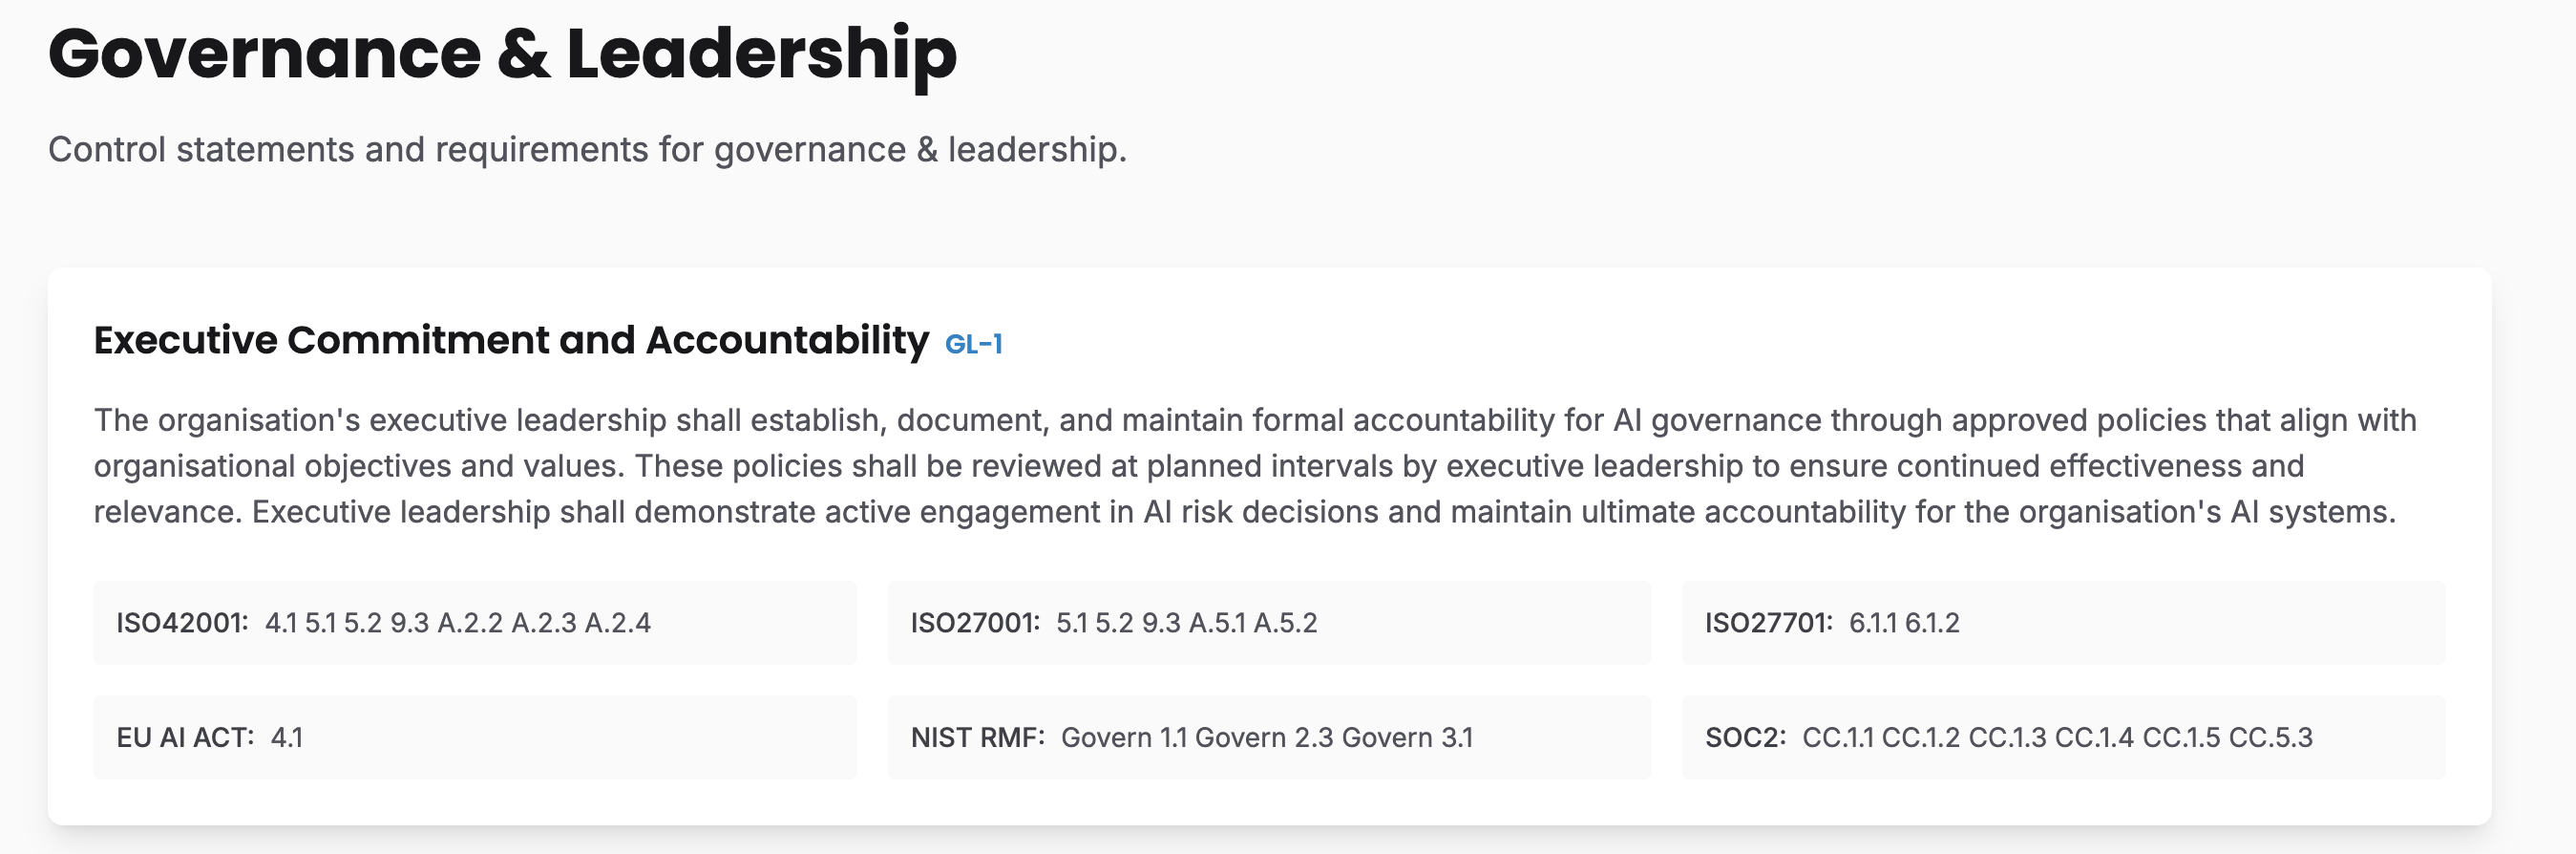 Governance & Leadership
Control statements and requirements for governance & leadership.
Executive Commitment and Accountability GL-1
The organisation's executive leadership shall establish, document, and maintain formal accountability for AI governance through approved policies that align with
organisational objectives and values. These policies shall be reviewed at planned intervals by executive leadership to ensure continued effectiveness and
relevance. Executive leadership shall demonstrate active engagement in AI risk decisions and maintain ultimate accountability for the organisation's AI systems.
ISO42001: 4.1 5.1 5.2 9.3 A.2.2 A.2.3 A.2.4
ISO27001: 5.1 5.2 9.3 A.5.1 A.5.2
ISO27701: 6.1.1 6.1.2
EU AI ACT: 4.1
NIST RMF: Govern 1.1 Govern 2.3 Govern 3.1
SOC2: CC.1.1 CC.1.2 CC.1.3 CC.1.4 CC.1.5 CC.5.3